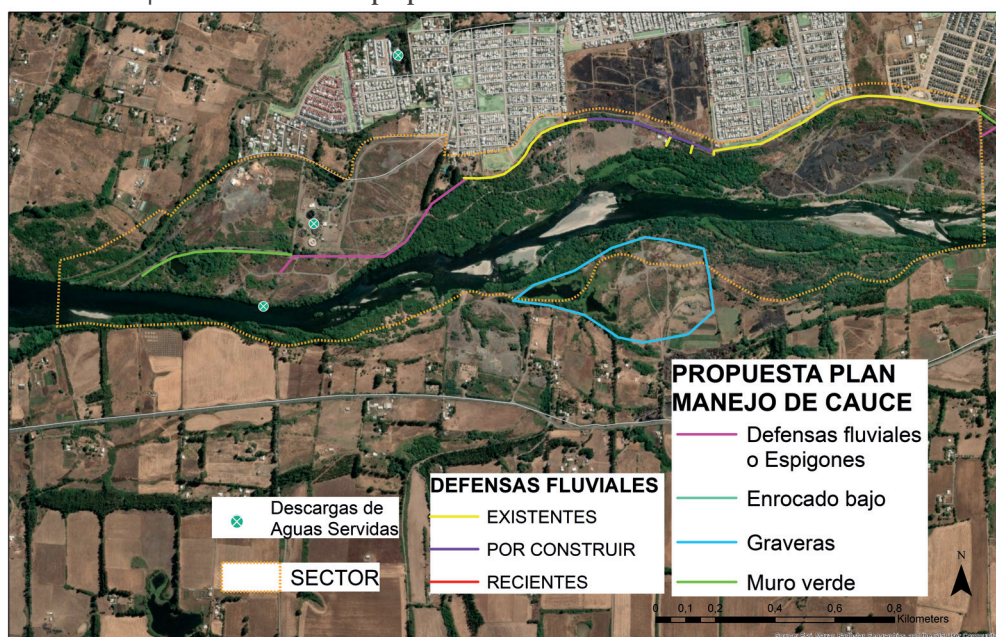 PROPUESTA PLAN
MANEJO DE CAUCE
Defensas fluviales
o Espigones
Enrocado bajo
Graveras
Muro verde
DEFENSAS FLUVIALES
EXISTENTES
POR CONSTRUIR
RECIENTES
Descargas de
Aguas Servidas
SECTOR
N
0 0,1 0,2 0,4 0,6 0,8
Kilometers